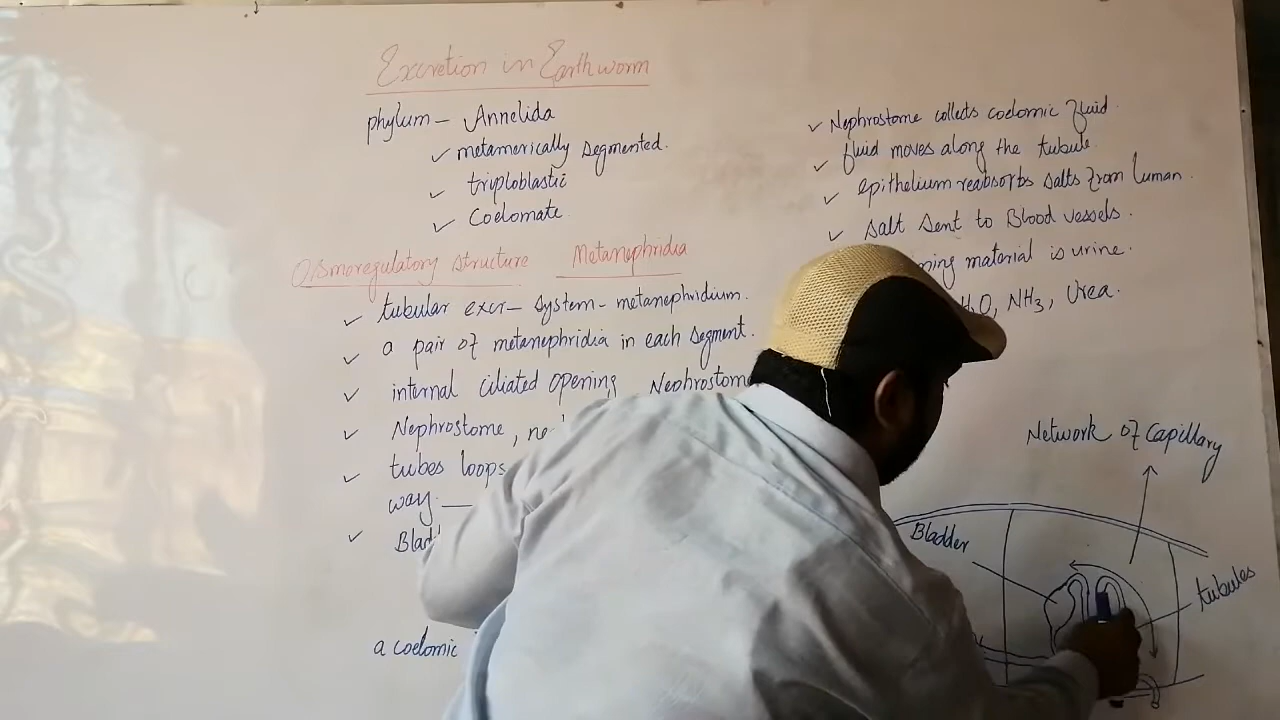 Excretion in Earthworm
phylum - Annelida
✓ metamerically segmented.
✓ triploblastic
✓ Coelomate.
Osmoregulatory structure Metanephridia
✓ tubular excr- system - metanephridium.
✓ a pair of metanephridia in each segment.
✓ internal ciliated opening Nephrostome
✓ Nephrostome,
✓ tubes loops
way.
✓
a coelomic
✓ Nephrostome collects coelomic fluid.
✓ fluid moves along the tubule.
✓ epithelium reabsorbs salts from luman.
✓ salt sent to Blood vessels.
material is urine.
NH3, Urea.
Network of Capillary
Bladder
tubules